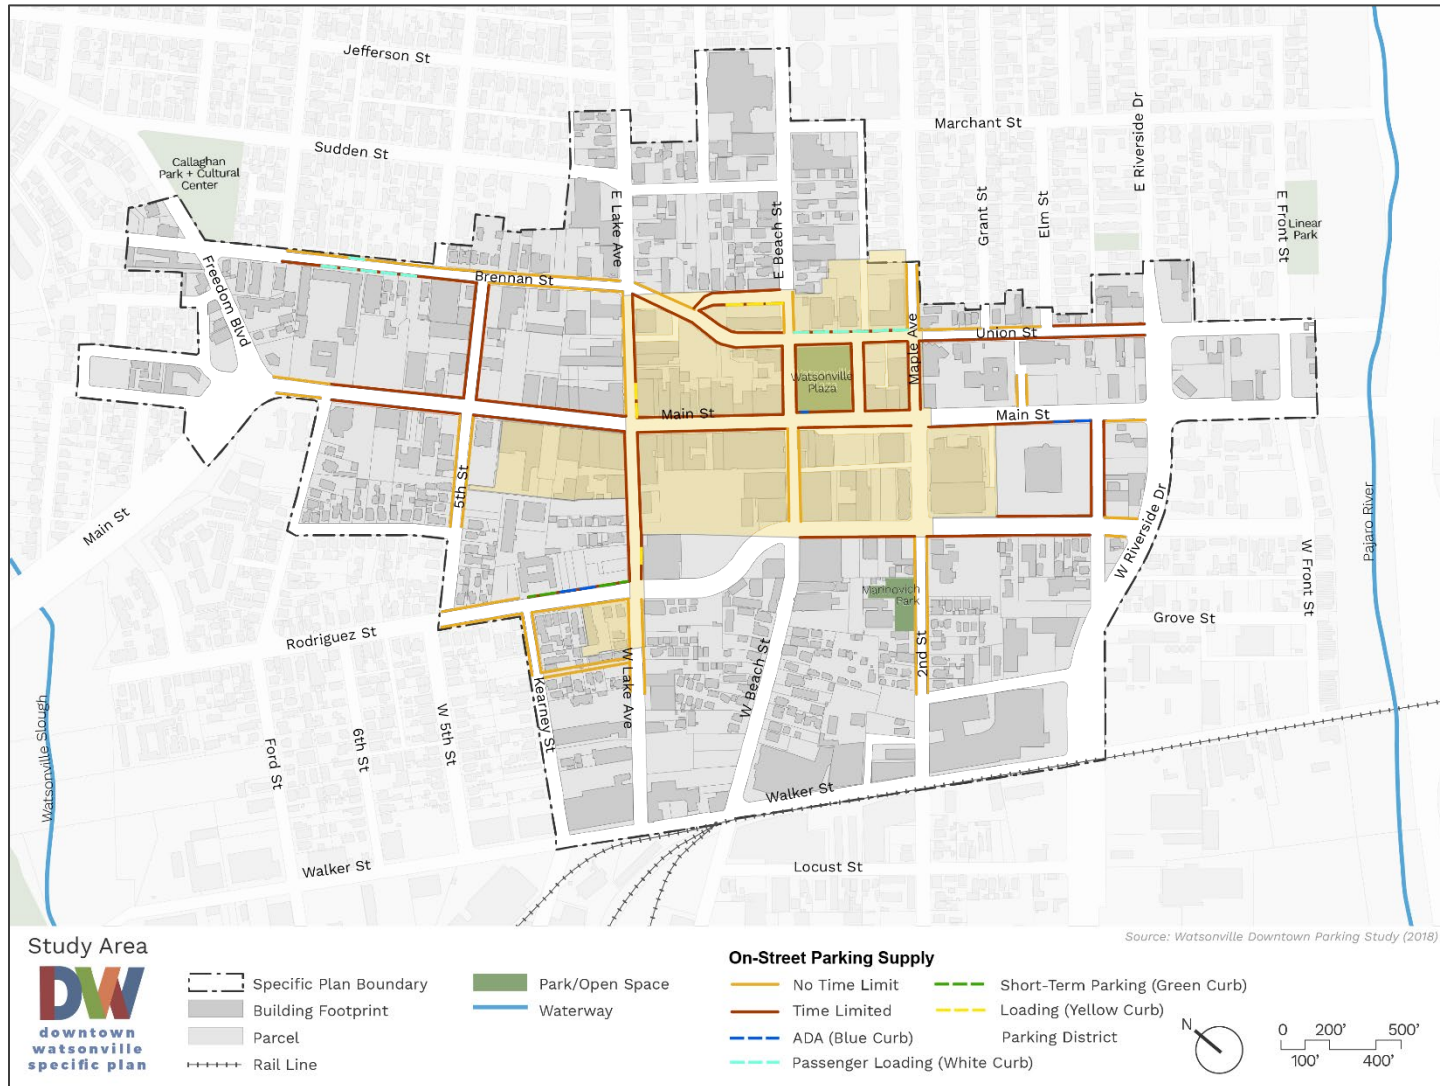 Jefferson St
Marchant St
Sudden St
Callaghan
Park + Cultural
Center
E Lake Ave
E Beach St
Grant St
Elm St
E Riverside Dr
E Front St
Linear
Park
Freedom Blvd
Brennan St
Union St
Maple Ave
Watsonville
Plaza
Main St
Main St
5th St
Main St
W Riverside Dr
Pajaro River
W Front St
Marinovich
Park
Grove St
Rodriguez St
2nd St
W Lake Ave
W Beach St
Kearney St
W 5th St
6th St
Ford St
Watsonville Slough
Walker St
Walker St
Locust St
Source: Watsonville Downtown Parking Study (2018)
Study Area
DW
downtown
watsonville
specific plan
Specific Plan Boundary
Building Footprint
Parcel
Rail Line
Park/Open Space
Waterway
On-Street Parking Supply
No Time Limit
Time Limited
ADA (Blue Curb)
Passenger Loading (White Curb)
Short-Term Parking (Green Curb)
Loading (Yellow Curb)
Parking District
N
0 200' 500'
100' 400'